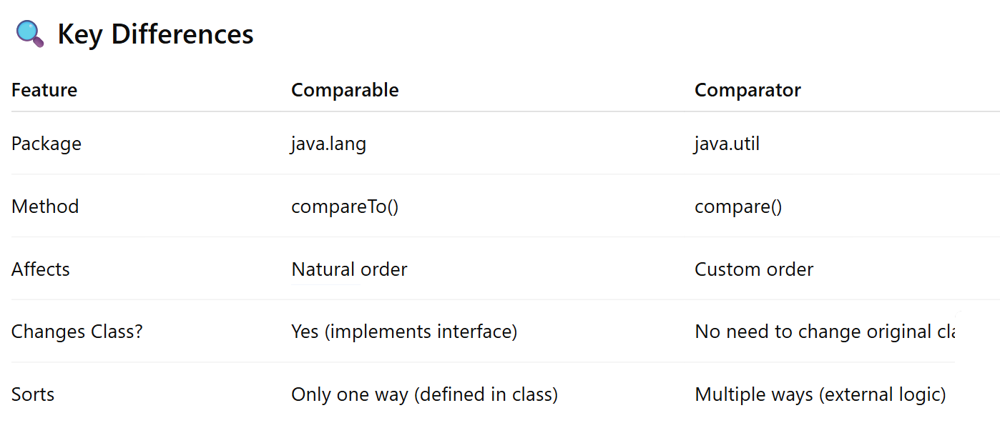 🔍 Key Differences
Feature Comparable Comparator
Package java.lang java.util
Method compareTo() compare()
Affects Natural order Custom order
Changes Class? Yes (implements interface) No need to change original
Sorts Only one way (defined in class) Multiple ways (external logic)